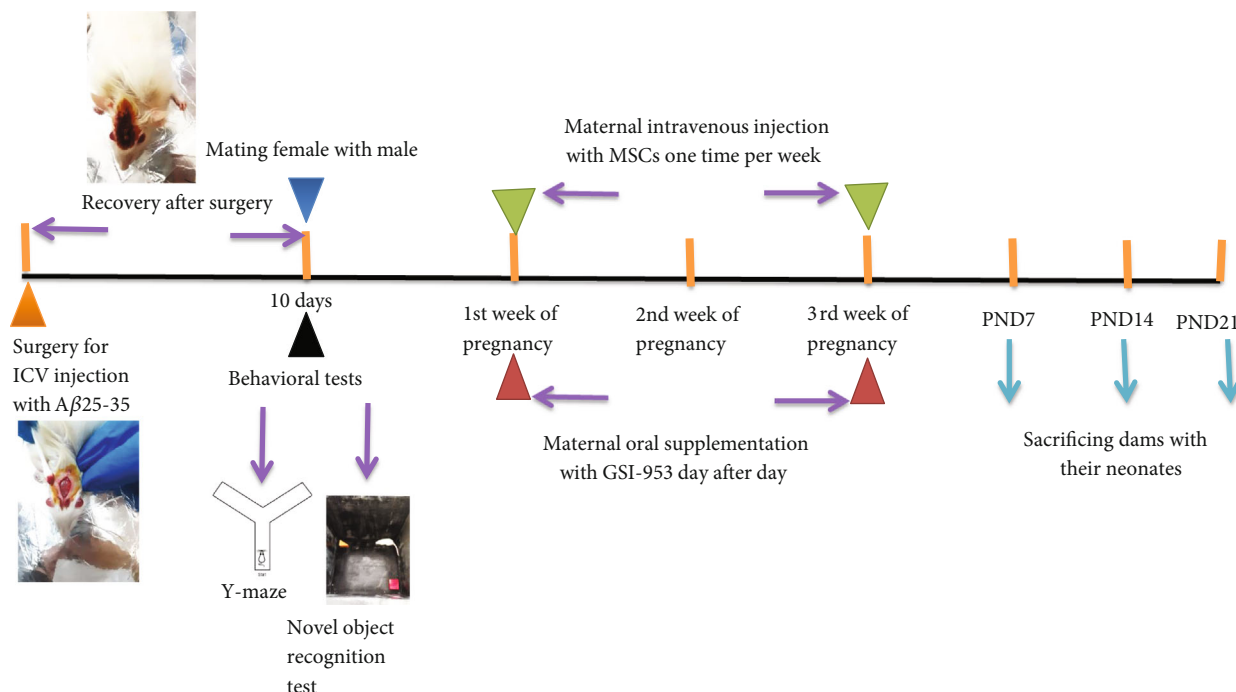 Mating female with male
Recovery after surgery
Maternal intravenous injection
with MSCs one time per week
10 days
1st week of
pregnancy
2nd week of
pregnancy
3rd week of
pregnancy
PND7
PND14
PND21
Surgery for
ICV injection
with Aβ25-35
Behavioral tests
Maternal oral supplementation
with GSI-953 day after day
Sacrificing dams with
their neonates
Y-maze
Novel object
recognition
test